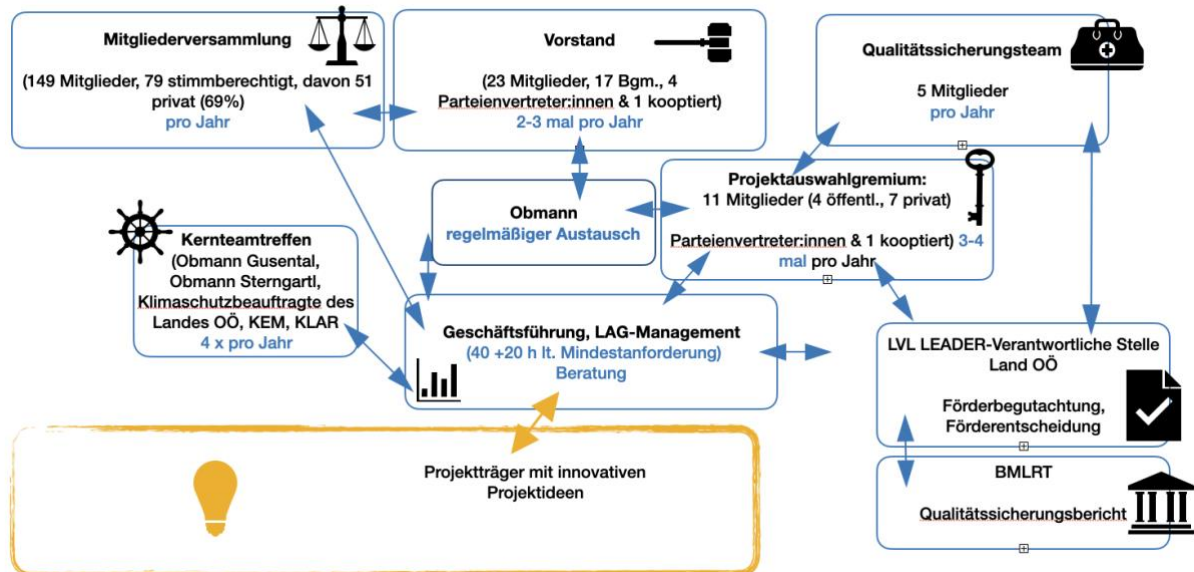 Mitgliederversammlung
(149 Mitglieder, 79 stimmberechtigt, davon 51
privat (69%)
pro Jahr
Vorstand
(23 Mitglieder, 17 Bgm., 4
Parteienvertreter:innen & 1 kooptiert)
2-3 mal pro Jahr
Qualitätssicherungsteam
5 Mitglieder
pro Jahr
Projektauswahlgremium:
11 Mitglieder (4 öffentl., 7 privat)
Parteienvertreter:innen & 1 kooptiert) 3-4
mal pro Jahr
Obmann
regelmäßiger Austausch
Kernteamtreffen
(Obmann Gusental,
Obmann Sterngartl,
Klimaschutzbeauftragte des
Landes OÖ, KEM, KLAR
4 x pro Jahr
Geschäftsführung, LAG-Management
(40 +20 h lt. Mindestanforderung)
Beratung
LVL LEADER-Verantwortliche Stelle
Land OÖ
Förderbegutachtung,
Förderentscheidung
BMLRT
Qualitätssicherungsbericht
Projektträger mit innovativen
Projektideen